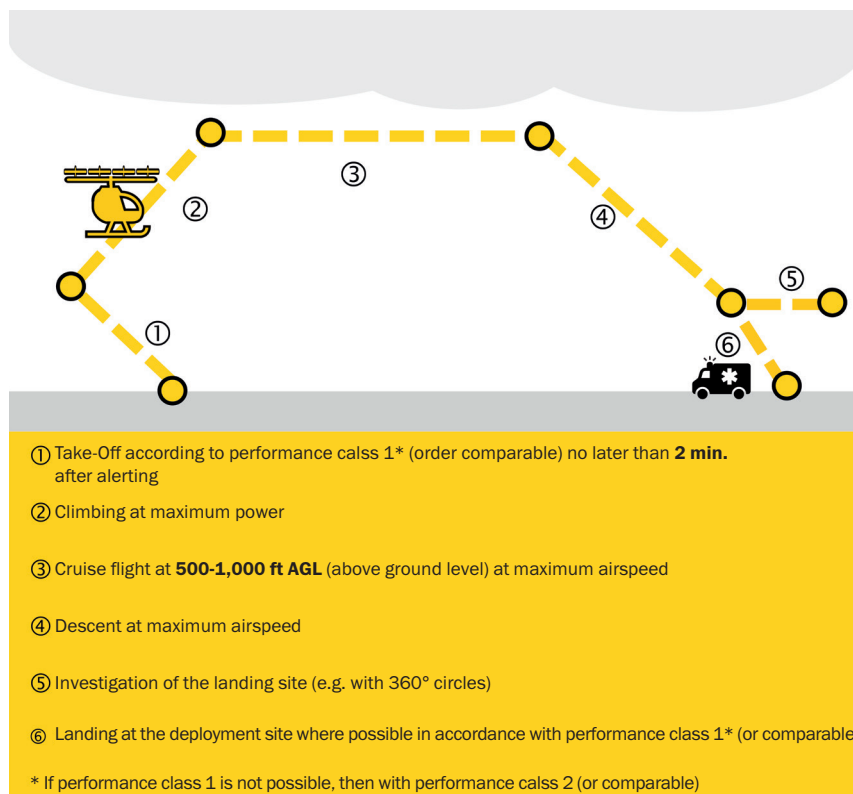 ③
②
④
⑤
①
⑥
① Take-Off according to performance calss 1* (order comparable) no later than 2 min.
after alerting
② Climbing at maximum power
③ Cruise flight at 500-1,000 ft AGL (above ground level) at maximum airspeed
④ Descent at maximum airspeed
⑤ Investigation of the landing site (e.g. with 360° circles)
⑥ Landing at the deployment site where possible in accordance with performance class 1* (or comparable
* If performance class 1 is not possible, then with performance calss 2 (or comparable)